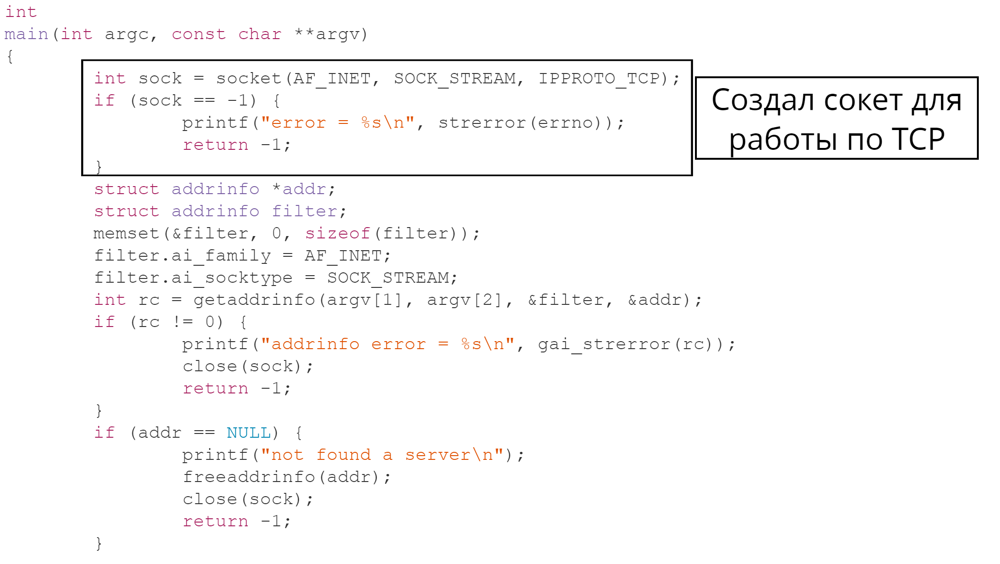 int
main(int argc, const char **argv)
{
int sock = socket(AF_INET, SOCK_STREAM, IPPROTO_TCP);
if (sock == -1) {
printf("error = %s\n", strerror(errno));
return -1;
}
Создал сокет для
работы по TCP
struct addrinfo *addr;
struct addrinfo filter;
memset(&filter, 0, sizeof(filter));
filter.ai_family = AF_INET;
filter.ai_socktype = SOCK_STREAM;
int rc = getaddrinfo(argv[1], argv[2], &filter, &addr);
if (rc != 0) {
printf("addrinfo error = %s\n", gai_strerror(rc));
close(sock);
return -1;
}
if (addr == NULL) {
printf("not found a server\n");
freeaddrinfo(addr);
close(sock);
return -1;
}